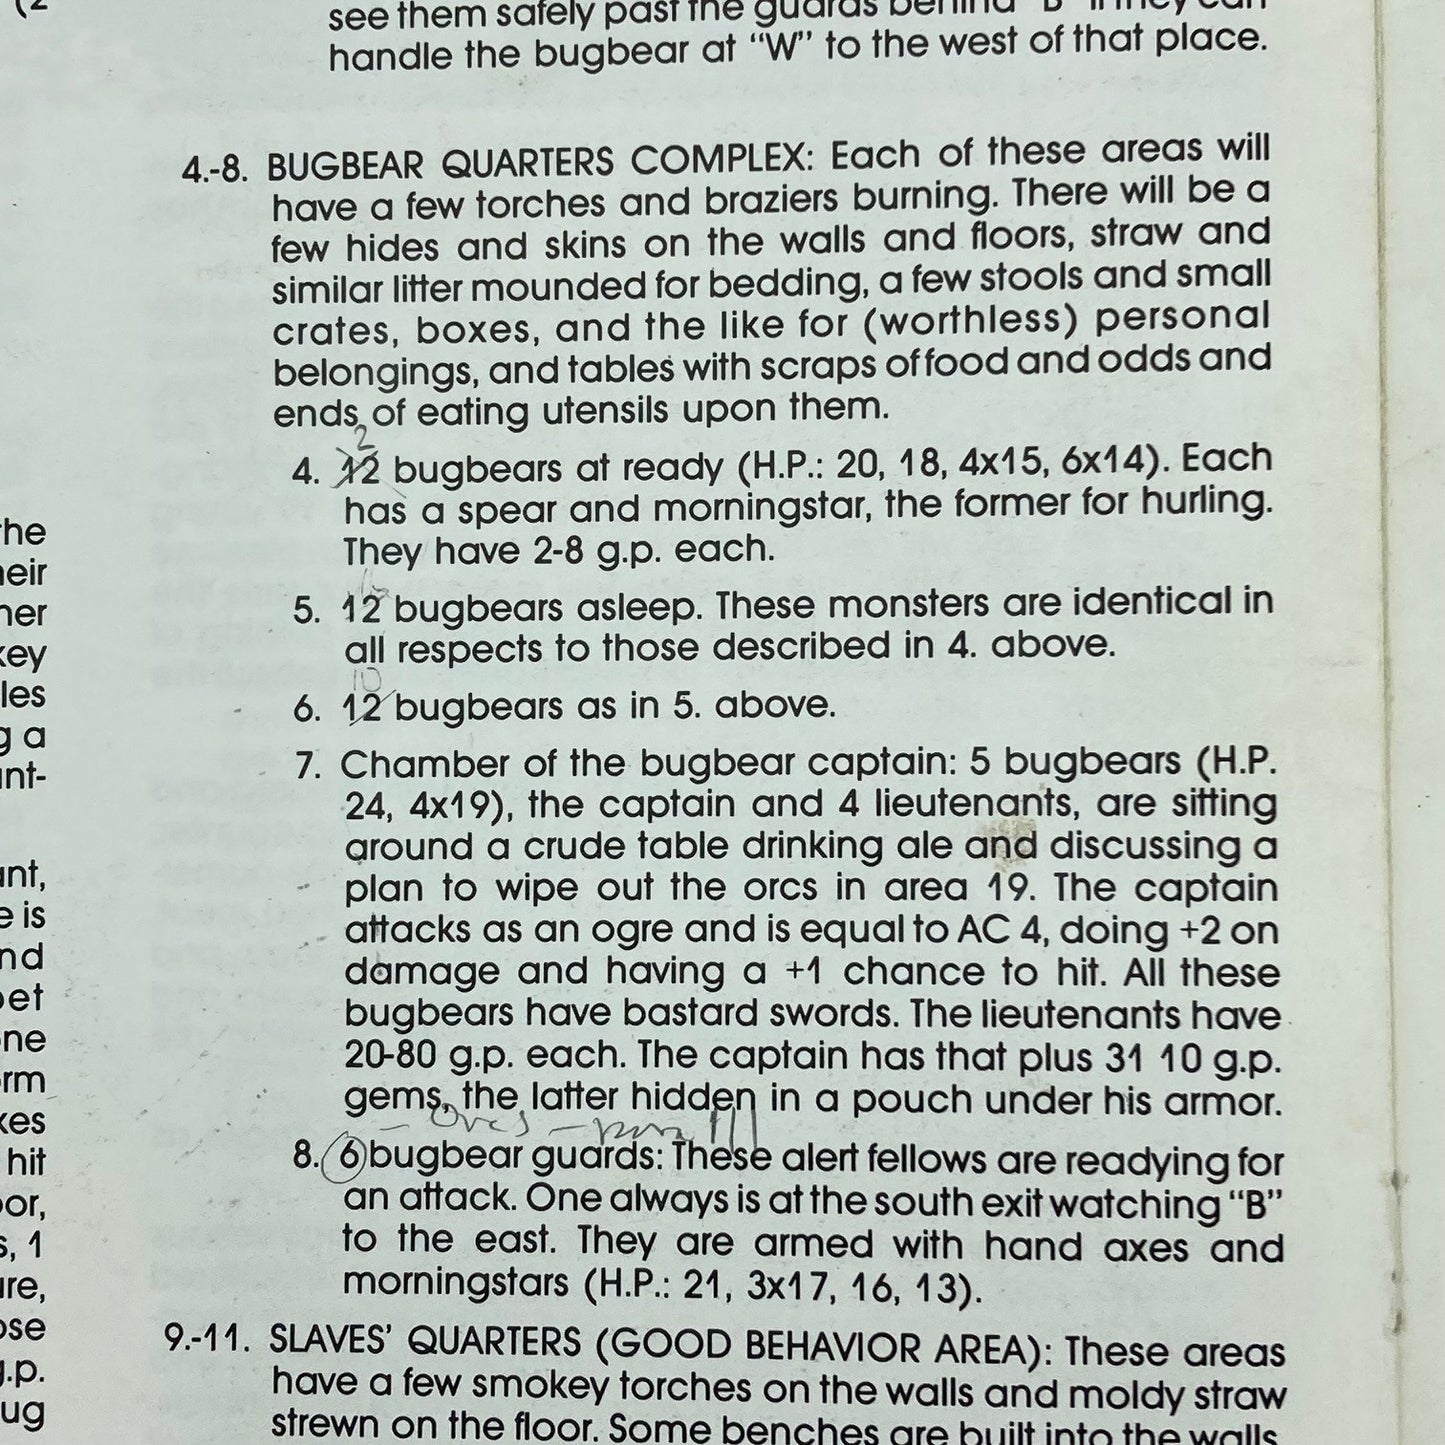 (2
see them safely past the guards behind "B" if they can
handle the bugbear at "W" to the west of that place.
4.-8. BUGBEAR QUARTERS COMPLEX: Each of these areas will
have a few torches and braziers burning. There will be a
few hides and skins on the walls and floors, straw and
similar litter mounded for bedding, a few stools and small
crates, boxes, and the like for (worthless) personal
belongings, and tables with scraps of food and odds and
ends of eating utensils upon them.
2
4. 12 bugbears at ready (H.P.: 20, 18, 4x15, 6x14). Each
has a spear and morningstar, the former for hurling.
They have 2-8 g.p. each.
5. 12 bugbears asleep. These monsters are identical in
all respects to those described in 4. above.
10
6. 12 bugbears as in 5. above.
7. Chamber of the bugbear captain: 5 bugbears (H.P.
24, 4x19), the captain and 4 lieutenants, are sitting
around a crude table drinking ale and discussing a
plan to wipe out the orcs in area 19. The captain
attacks as an ogre and is equal to AC 4, doing +2 on
damage and having a +1 chance to hit. All these
bugbears have bastard swords. The lieutenants have
20-80 g.p. each. The captain has that plus 31 10 g.p.
gems, the latter hidden in a pouch under his armor.
- Orcs -
8. 6 bugbear guards: These alert fellows are readying for
an attack. One always is at the south exit watching "B"
to the east. They are armed with hand axes and
morningstars (H.P.: 21, 3x17, 16, 13).
9.-11. SLAVES' QUARTERS (GOOD BEHAVIOR AREA): These areas
have a few smokey torches on the walls and moldy straw
strewn on the floor. Some benches are built into the walls,